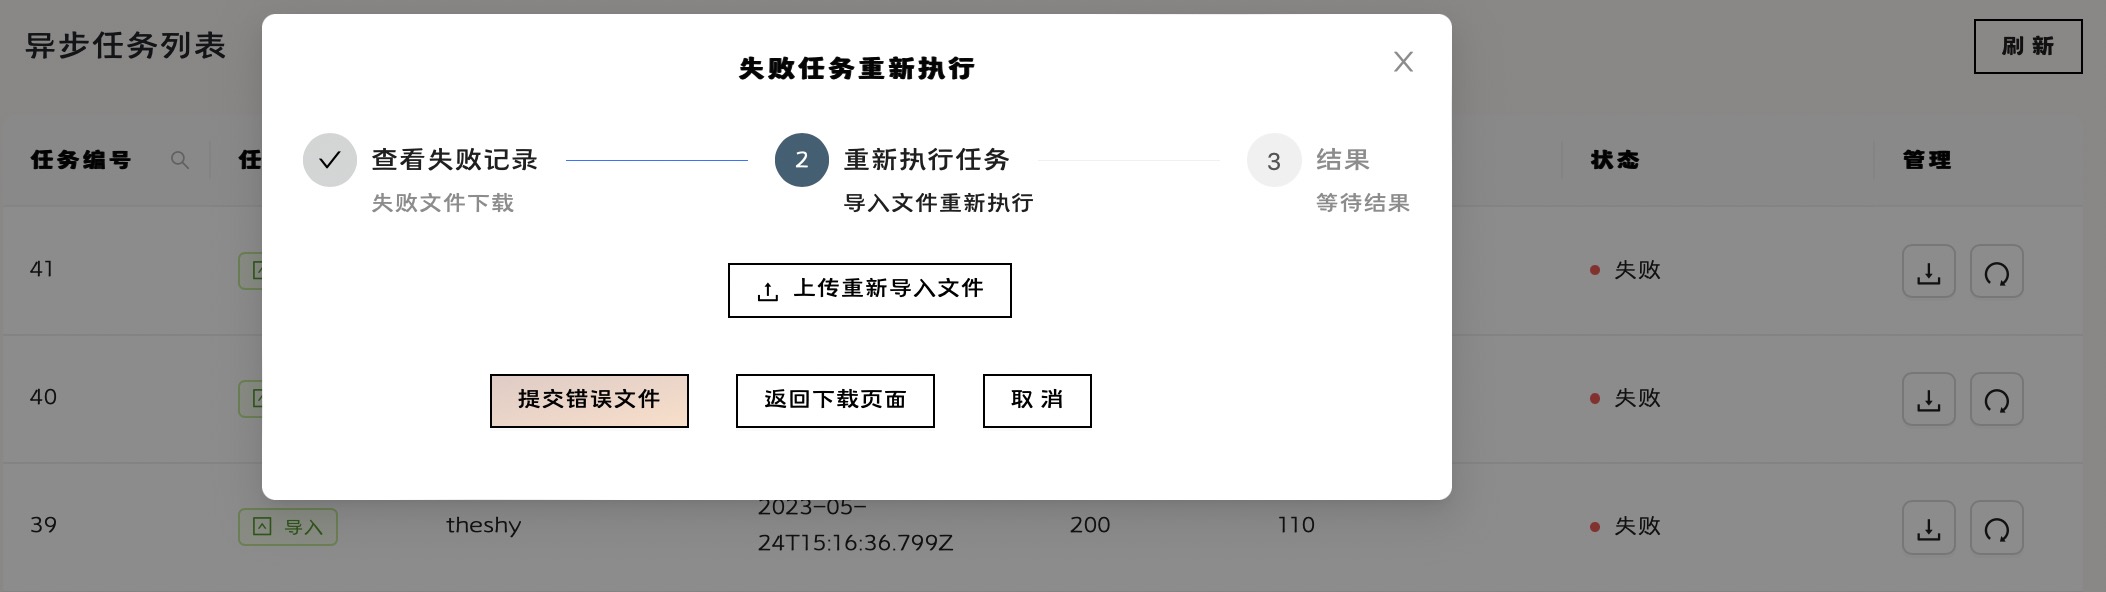 异步任务列表
刷 新
失败任务重新执行
查看失败记录
失败文件下载
2
重新执行任务
导入文件重新执行
3
结果
等待结果
上传重新导入文件
提交错误文件
返回下载页面
取 消
任务编号
任
状态
管理
41
失败
40
失败
39
导入
theshy
2023-05-
24T15:16:36.799Z
200
110
失败